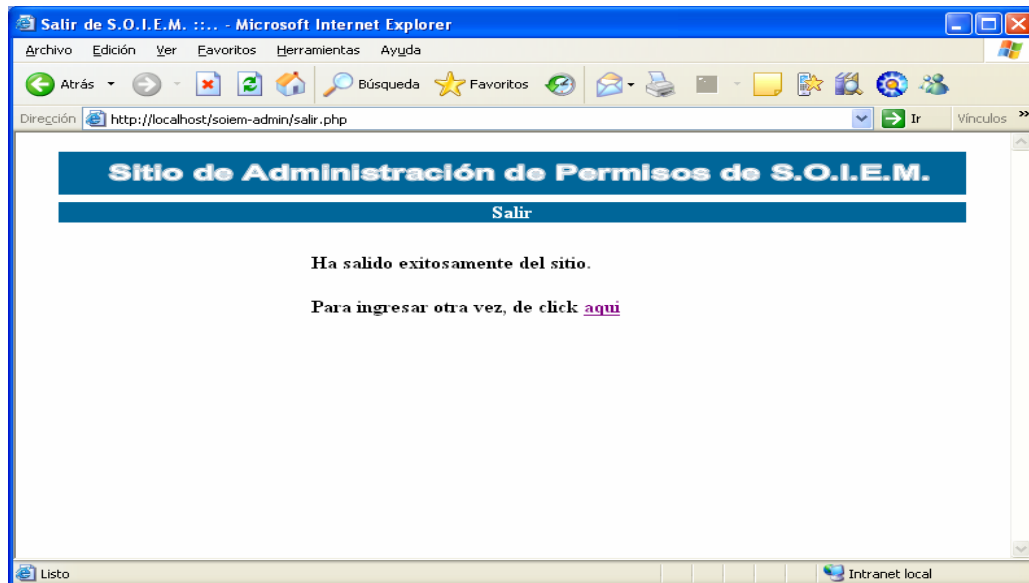 Salir de S.O.I.E.M. ::.. - Microsoft Internet Explorer
Archivo Edición Ver Favoritos Herramientas Ayuda
Atrás Búsqueda Favoritos
Dirección http://localhost/soiem-admin/salir.php Ir Vínculos »
Sitio de Administración de Permisos de S.O.I.E.M.
Salir
Ha salido exitosamente del sitio.
Para ingresar otra vez, de click aqui
Listo Intranet local